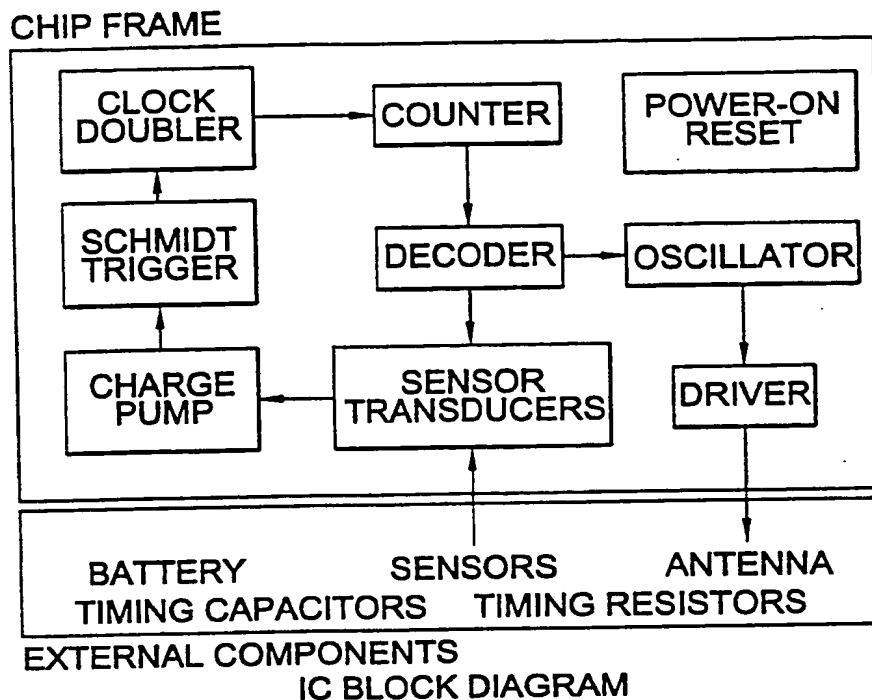 CHIP FRAME
CLOCK
DOUBLER
COUNTER
POWER-ON
RESET
SCHMIDT
TRIGGER
DECODER
OSCILLATOR
CHARGE
PUMP
SENSOR
TRANSDUCERS
DRIVER
BATTERY
SENSORS
ANTENNA
TIMING CAPACITORS
TIMING RESISTORS
EXTERNAL COMPONENTS
IC BLOCK DIAGRAM